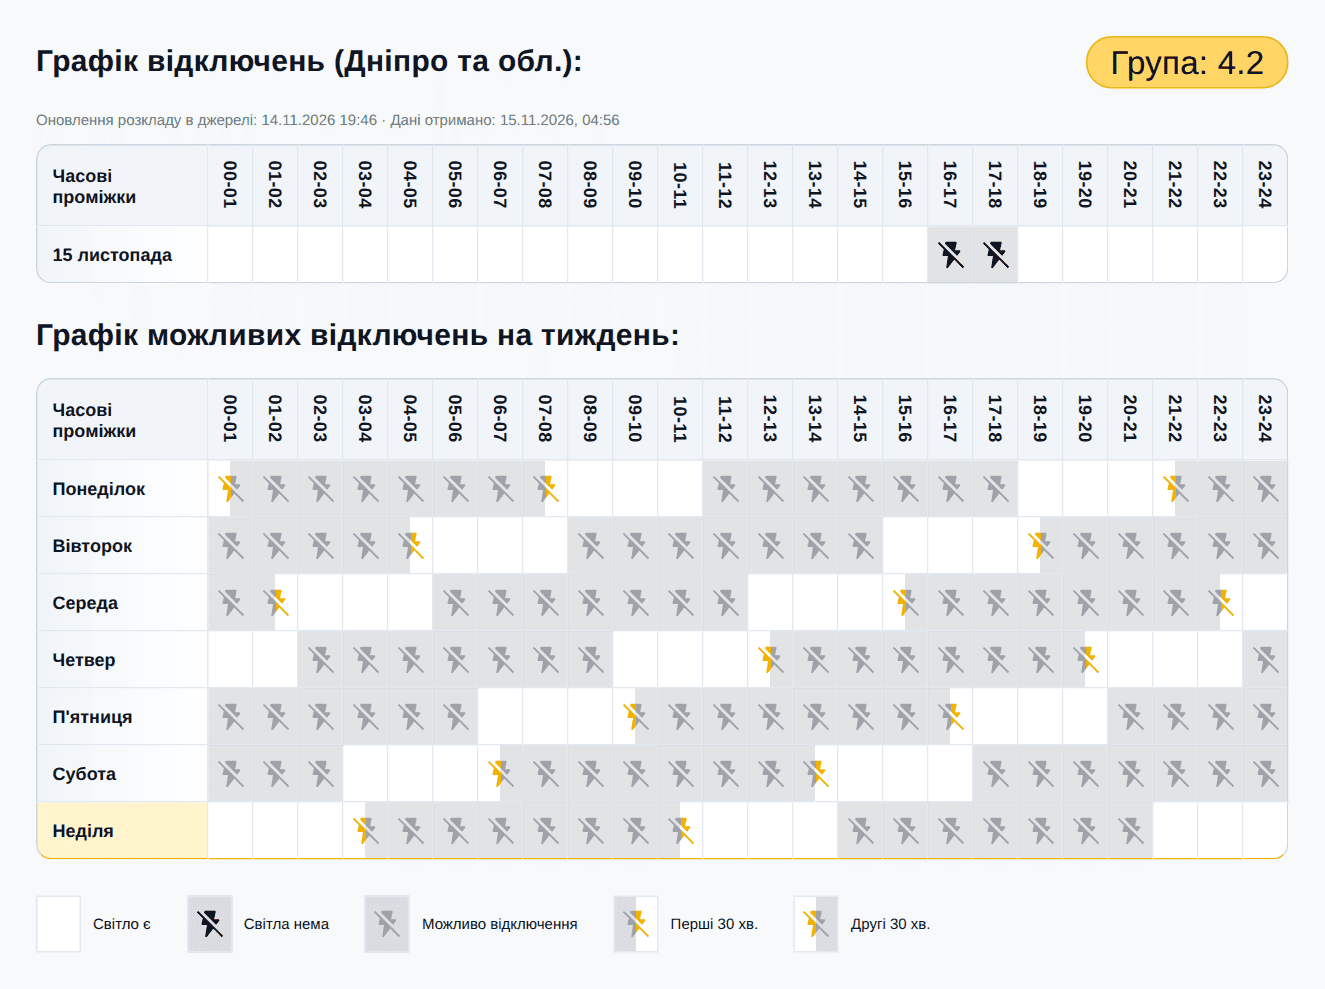 Графік відключень (Дніпро та обл.):
Група: 4.2
Оновлення розкладу в джерелі: 14.11.2026 19:46 · Дані отримано: 15.11.2026, 04:56
Часові проміжки 00-01 01-02 02-03 03-04 04-05 05-06 06-07 07-08 08-09 09-10 10-11 11-12 12-13 13-14 14-15 15-16 16-17 17-18 18-19 19-20 20-21 21-22 22-23 23-24
15 листопада
Графік можливих відключень на тиждень:
Часові проміжки 00-01 01-02 02-03 03-04 04-05 05-06 06-07 07-08 08-09 09-10 10-11 11-12 12-13 13-14 14-15 15-16 16-17 17-18 18-19 19-20 20-21 21-22 22-23 23-24
Понеділок
Вівторок
Середа
Четвер
П'ятниця
Субота
Неділя
Світло є Світла нема Можливо відключення Перші 30 хв. Другі 30 хв.